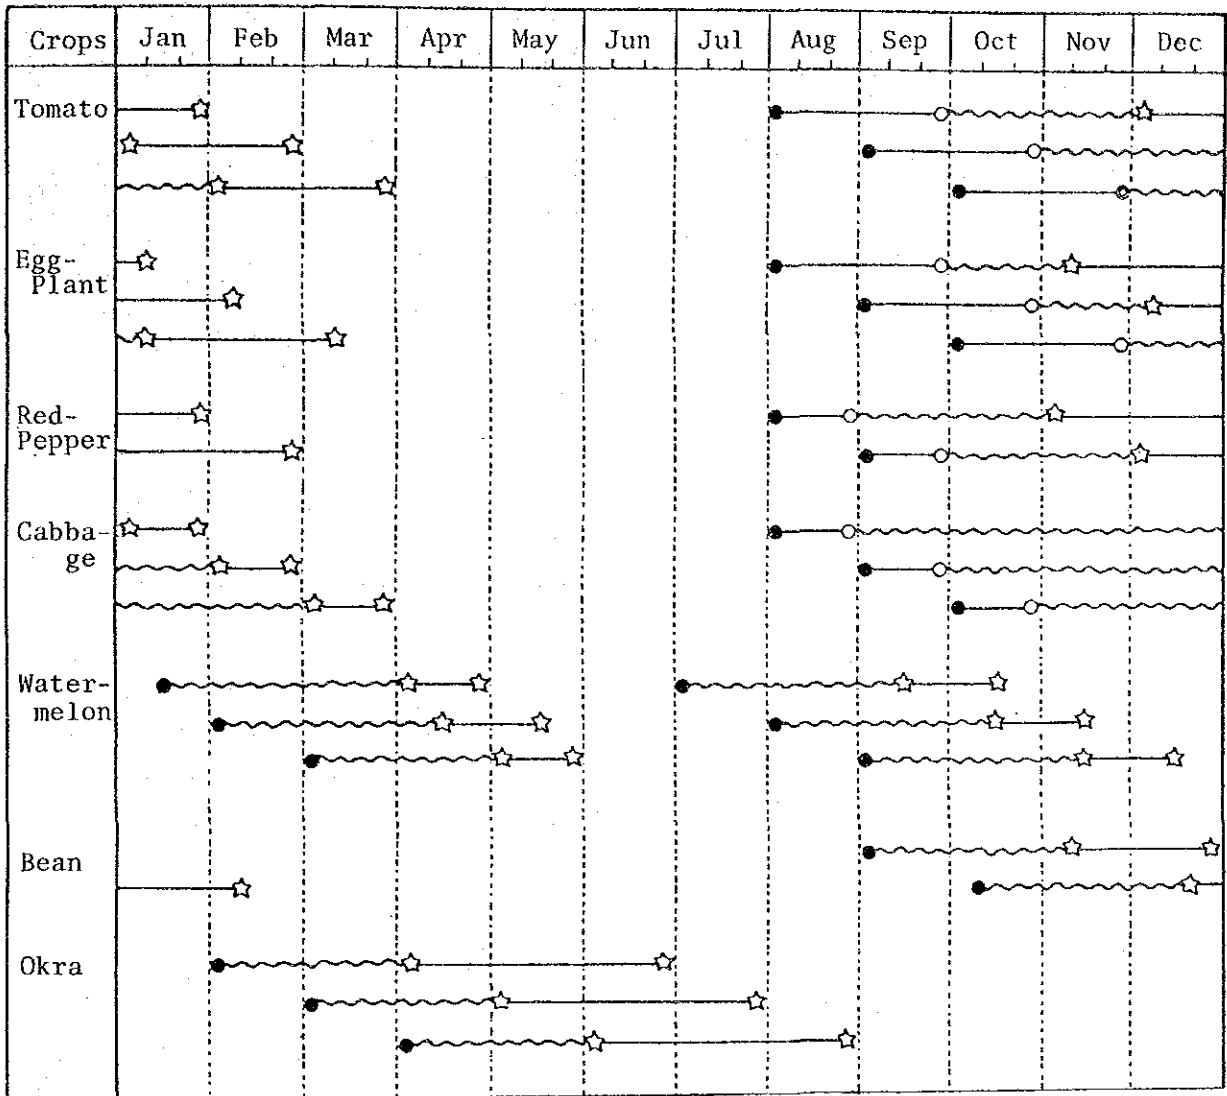 Crops Jan Feb Mar Apr May Jun Jul Aug Sep Oct Nov Dec
Tomato
Egg-
Plant
Red-
Pepper
Cabba-
ge
Water-
melon
Bean
Okra